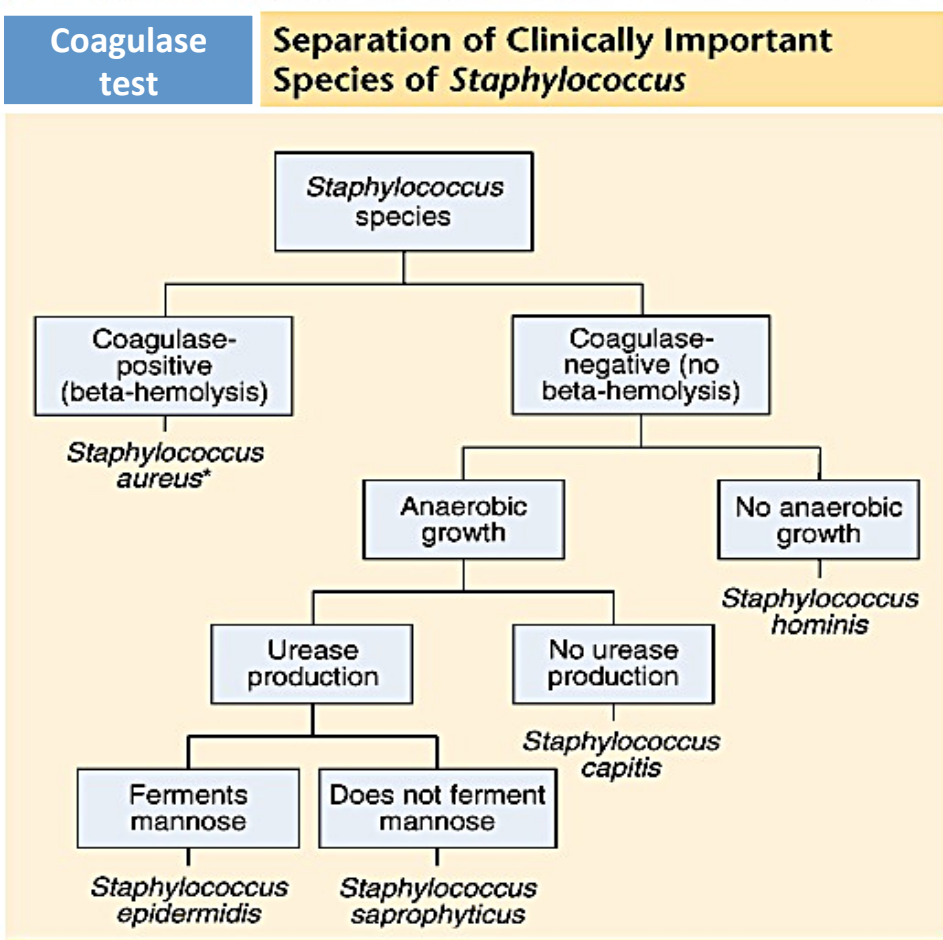 Coagulase
test
Separation of Clinically Important
Species of Staphylococcus
Staphylococcus
species
Coagulase-
positive
(beta-hemolysis)
Coagulase-
negative (no
beta-hemolysis)
Staphylococcus
aureus*
Anaerobic
growth
No anaerobic
growth
Staphylococcus
hominis
Urease
production
No urease
production
Staphylococcus
capitis
Ferments
mannose
Does not ferment
mannose
Staphylococcus
epidermidis
Staphylococcus
saprophyticus